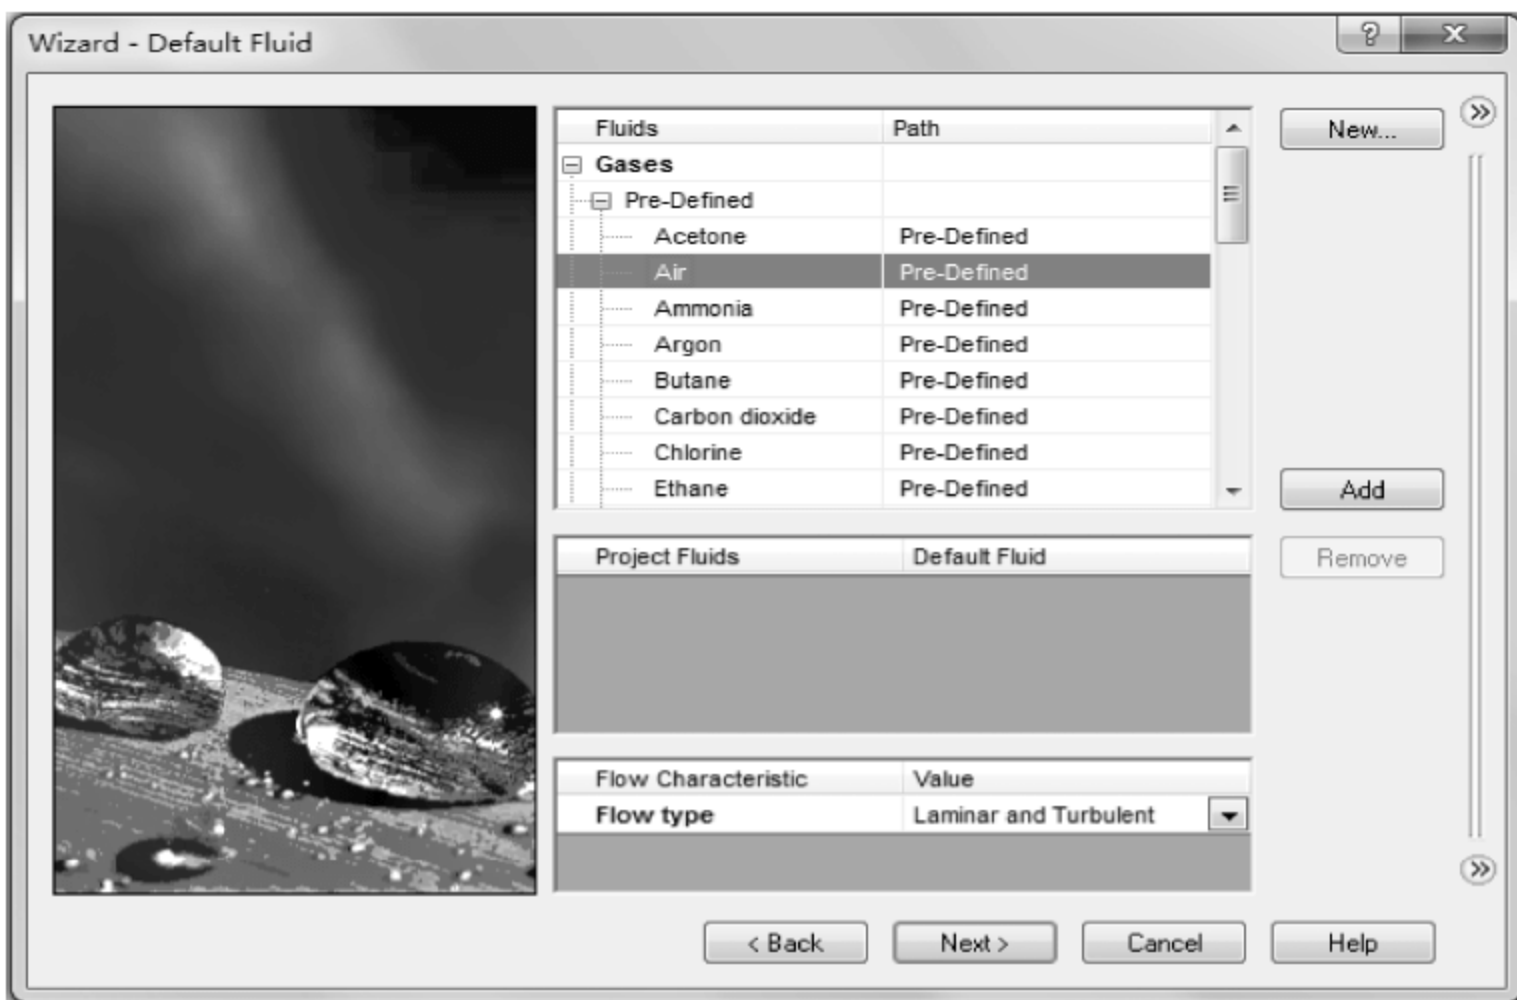 Wizard - Default Fluid
Fluids Path
Gases
Pre-Defined
Acetone Pre-Defined
Air Pre-Defined
Ammonia Pre-Defined
Argon Pre-Defined
Butane Pre-Defined
Carbon dioxide Pre-Defined
Chlorine Pre-Defined
Ethane Pre-Defined
New...
Add
Project Fluids Default Fluid
Remove
Flow Characteristic Value
Flow type Laminar and Turbulent
< Back Next > Cancel Help